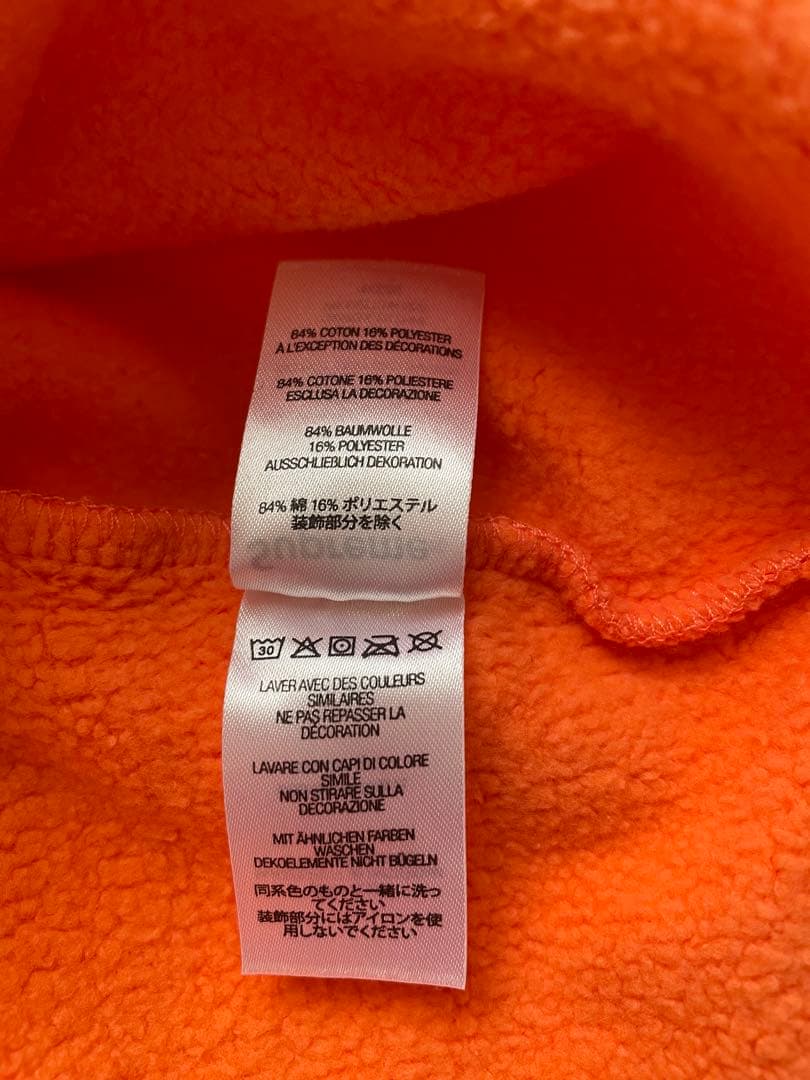 84% COTON 16% POLYESTER
À L'EXCEPTION DES DÉCORATIONS
84% COTONE 16% POLIESTERE
ESCLUSA LA DECORAZIONE
84% BAUMWOLLE
16% POLYESTER
AUSSCHLIEßLICH DEKORATION
84% 綿 16% ポリエステル
装飾部分を除く
Supreme
30
LAVER AVEC DES COULEURS
SIMILAIRES
NE PAS REPASSER LA
DÉCORATION
LAVARE CON CAPI DI COLORE
SIMILE
NON STIRARE SULLA
DECORAZIONE
MIT ÄHNLICHEN FARBEN
WASCHEN
DEKOELEMENTE NICHT BÜGELN
同系色のものと一緒に洗っ
てください
装飾部分にはアイロンを使
用しないでください